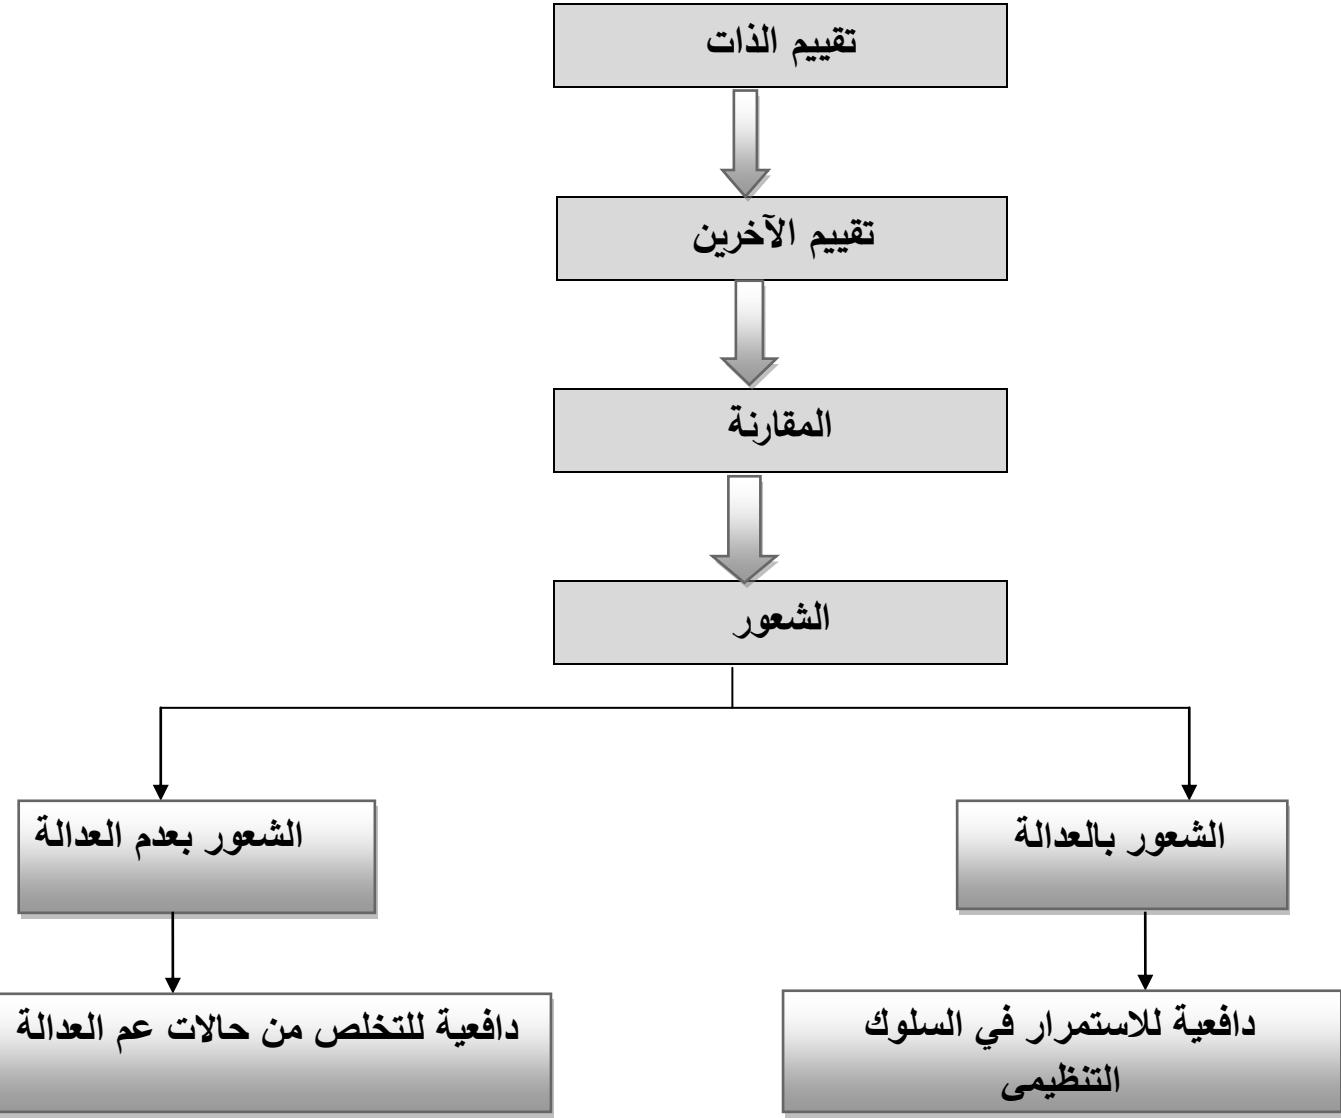 تقييم الذات
تقييم الآخرين
المقارنة
الشعور
الشعور بالعدالة
الشعور بعدم العدالة
دافعية للاستمرار في السلوك
التنظيمى
دافعية للتخلص من حالات عم العدالة